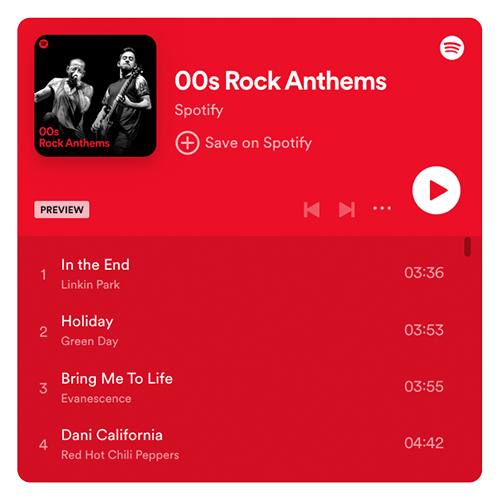 00s Rock Anthems
Spotify
Save on Spotify
00s
Rock Anthems
PREVIEW
1 In the End 03:36
Linkin Park
2 Holiday 03:53
Green Day
3 Bring Me To Life 03:55
Evanescence
4 Dani California 04:42
Red Hot Chili Peppers